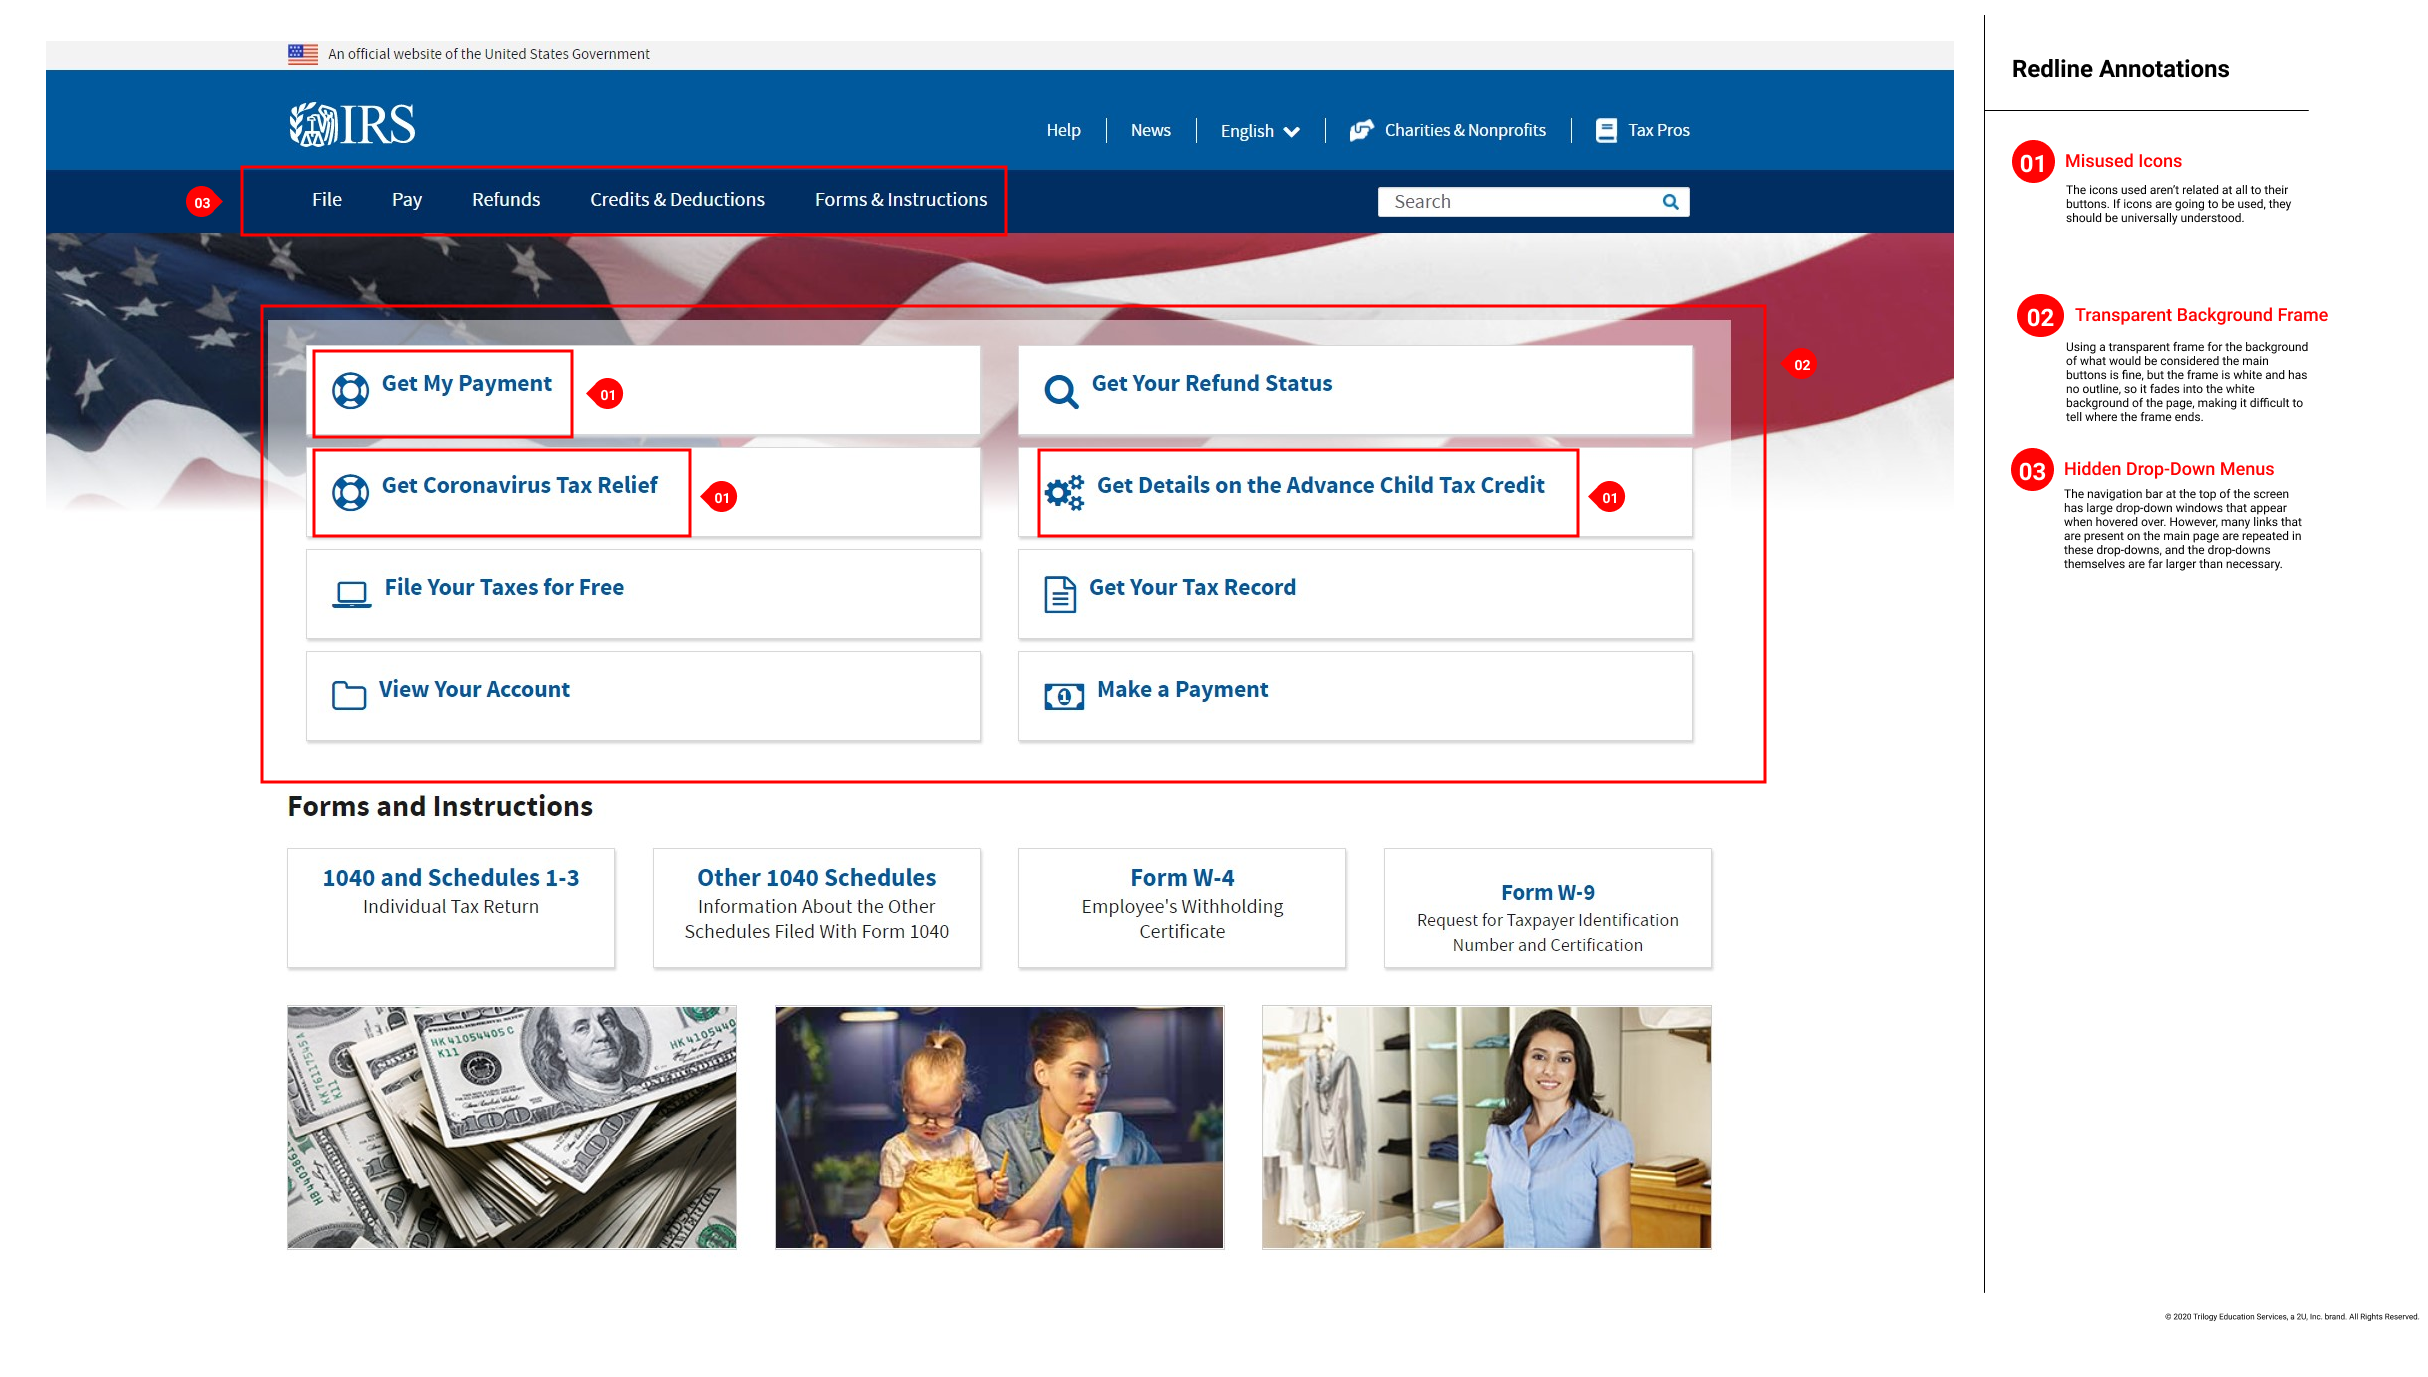 An official website of the United States Government
IRS
Help
News
English
Charities & Nonprofits
Tax Pros
03
File
Pay
Refunds
Credits & Deductions
Forms & Instructions
Search
Get My Payment
01
Get Your Refund Status
02
Get Coronavirus Tax Relief
01
Get Details on the Advance Child Tax Credit
01
File Your Taxes for Free
Get Your Tax Record
View Your Account
1
Make a Payment
Forms and Instructions
1040 and Schedules 1-3
Individual Tax Return
Other 1040 Schedules
Information About the Other
Schedules Filed With Form 1040
Form W-4
Employee's Withholding
Certificate
Form W-9
Request for Taxpayer Identification
Number and Certification
HK 41054405 C
K11
HK 4105440
100
Redline Annotations
01 Misused Icons
The icons used aren't related at all to their
buttons. If icons are going to be used, they
should be universally understood.
02 Transparent Background Frame
Using a transparent frame for the background
of what would be considered the main
buttons is fine, but the frame is white and has
no outline, so it fades into the white
background of the page, making it difficult to
tell where the frame ends.
03 Hidden Drop-Down Menus
The navigation bar at the top of the screen
has large drop-down windows that appear
when hovered over. However, many links that
are present on the main page are repeated in
these drop-downs, and the drop-downs
themselves are far larger than necessary.
© 2020 Trilogy Education Services, a 2U, Inc. brand. All Rights Reserved.